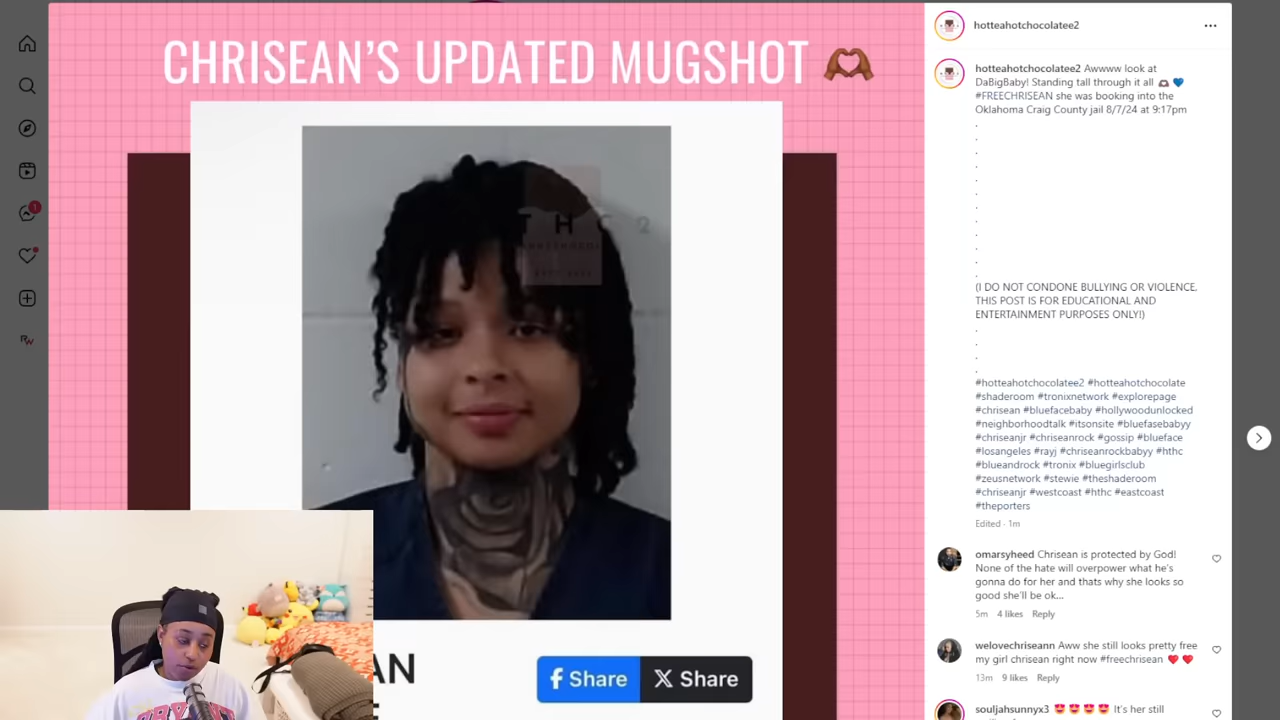 CHRISEAN'S UPDATED MUGSHOT
T H C 2
AN
Share
Share
1
RW
hotteahotchocolatee2
hotteahotchocolatee2 Awwww look at
DaBigBaby! Standing tall through it all 🫶🏾 💙
#FREECHRISEAN she was booking into the
Oklahoma Craig County jail 8/7/24 at 9:17pm
.
.
.
.
.
.
.
.
.
.
.
.
(I DO NOT CONDONE BULLYING OR VIOLENCE,
THIS POST IS FOR EDUCATIONAL AND
ENTERTAINMENT PURPOSES ONLY!)
.
.
.
.
#hotteahotchocolatee2 #hotteahotchocolate
#shaderoom #tronixnetwork #explorepage
#chrisean #bluefacebaby #hollywoodunlocked
#neighborhoodtalk #itsonsite #bluefasebabyy
#chriseanjr #chriseanrock #gossip #blueface
#losangeles #rayj #chriseanrockbabyy #hthc
#blueandrock #tronix #bluegirlsclub
#zeusnetwork #stewie #theshaderoom
#chriseanjr #westcoast #hthc #eastcoast
#theporters
Edited · 1m
omarsyheed Chrisean is protected by God!
None of the hate will overpower what he's
gonna do for her and thats why she looks so
good she'll be ok...
5m 4 likes Reply
welovechriseann Aww she still looks pretty free
my girl chrisean right now #freechrisean ❤️ ❤️
13m 9 likes Reply
souljahsunnyx3 😍😍😍😍 It's her still